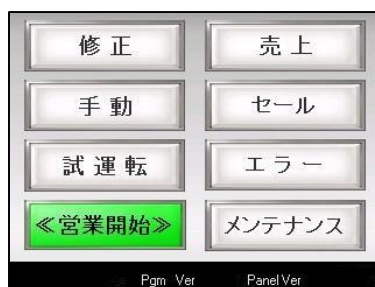 修正 売上
手動 セール
試運転 エラー
≪営業開始≫ メンテナンス
Pgm Ver Panel Ver